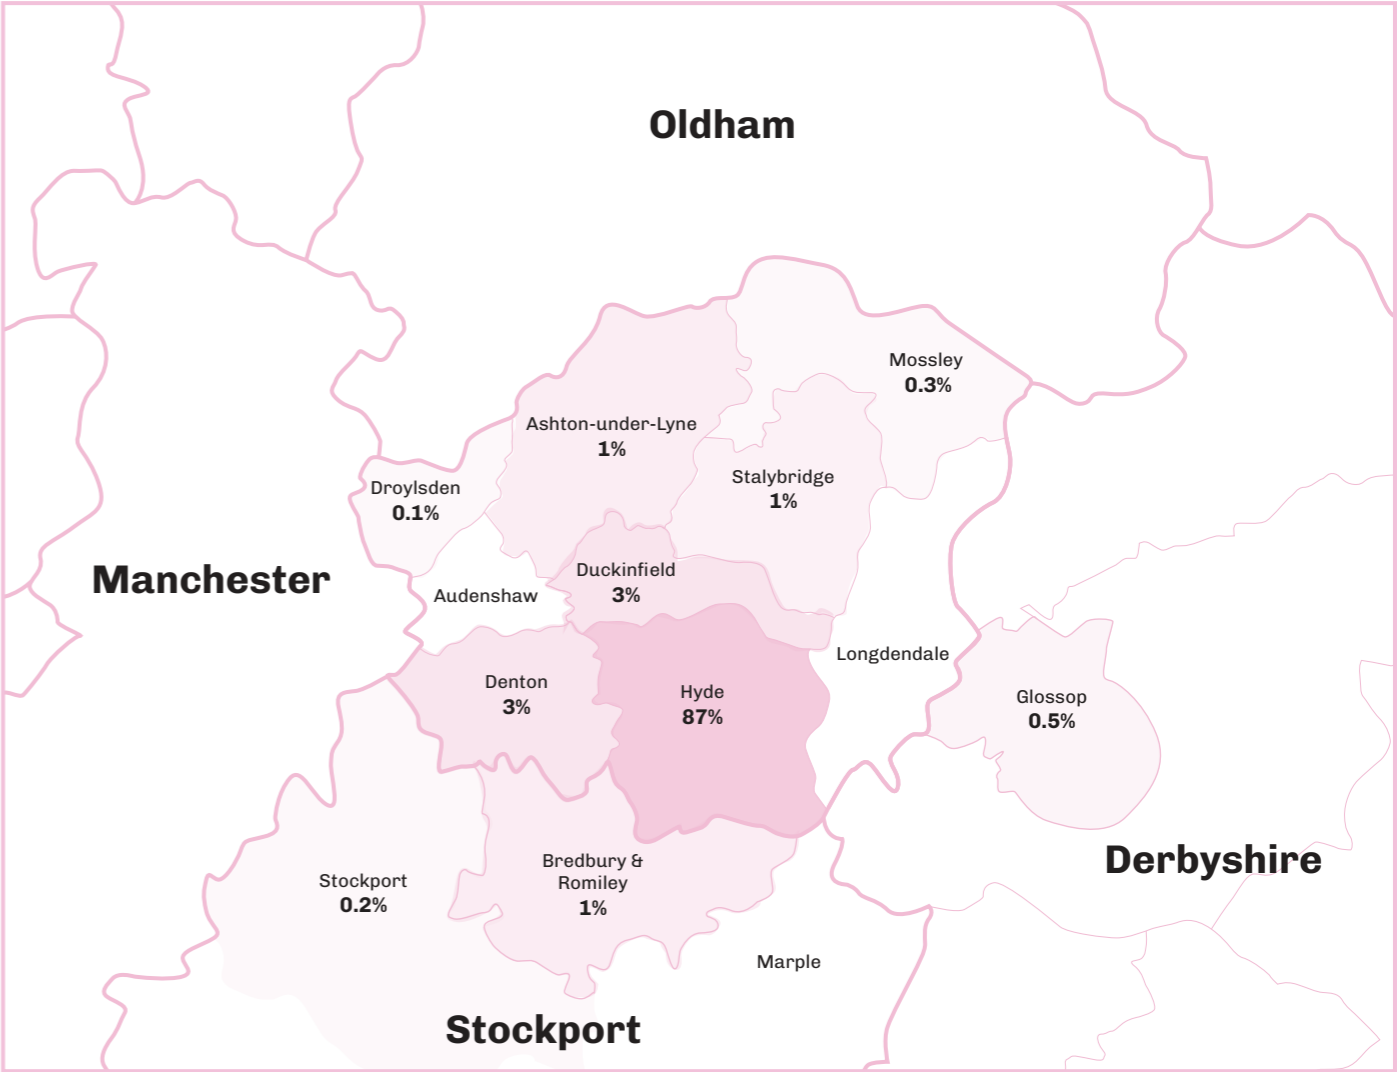 Oldham
Mossley
0.3%
Ashton-under-Lyne
1%
Stalybridge
1%
Droylsden
0.1%
Manchester
Duckinfield
3%
Audenshaw
Longdendale
Denton
3%
Hyde
87%
Glossop
0.5%
Derbyshire
Bredbury &
Romiley
1%
Stockport
0.2%
Marple
Stockport